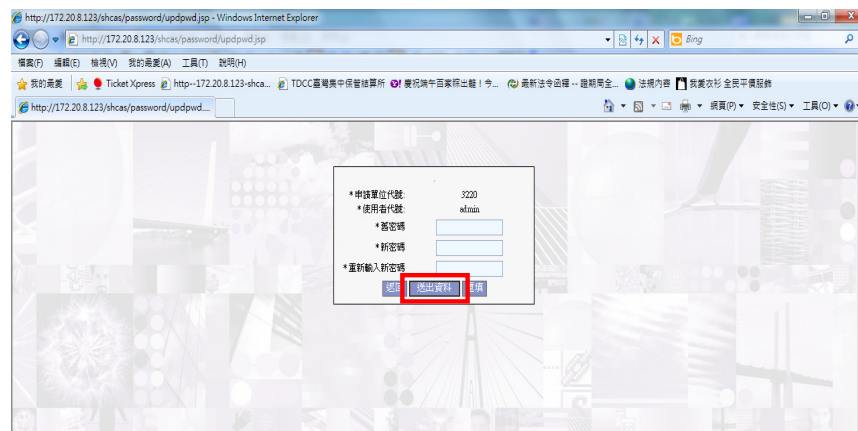 http://172.20.8.123/shcas/password/updpwd.jsp - Windows Internet Explorer
http://172.20.8.123/shcas/password/updpwd.jsp
Bing
檔案(F) 編輯(E) 檢視(V) 我的最愛(A) 工具(T) 說明(H)
我的最愛 Ticket Xpress http--172.20.8.123-shca... TDCC臺灣集中保管結算所 慶祝端午百家粽出籠！今... 最新法令函釋 -- 證期局全... 法規內容 我愛衣衫 全民平價服飾
http://172.20.8.123/shcas/password/updpwd....
網頁(P) 安全性(S) 工具(O)
*申請單位代號: 3220
*使用者代號: admin
*舊密碼
*新密碼
*重新輸入新密碼
返回 送出資料 重填